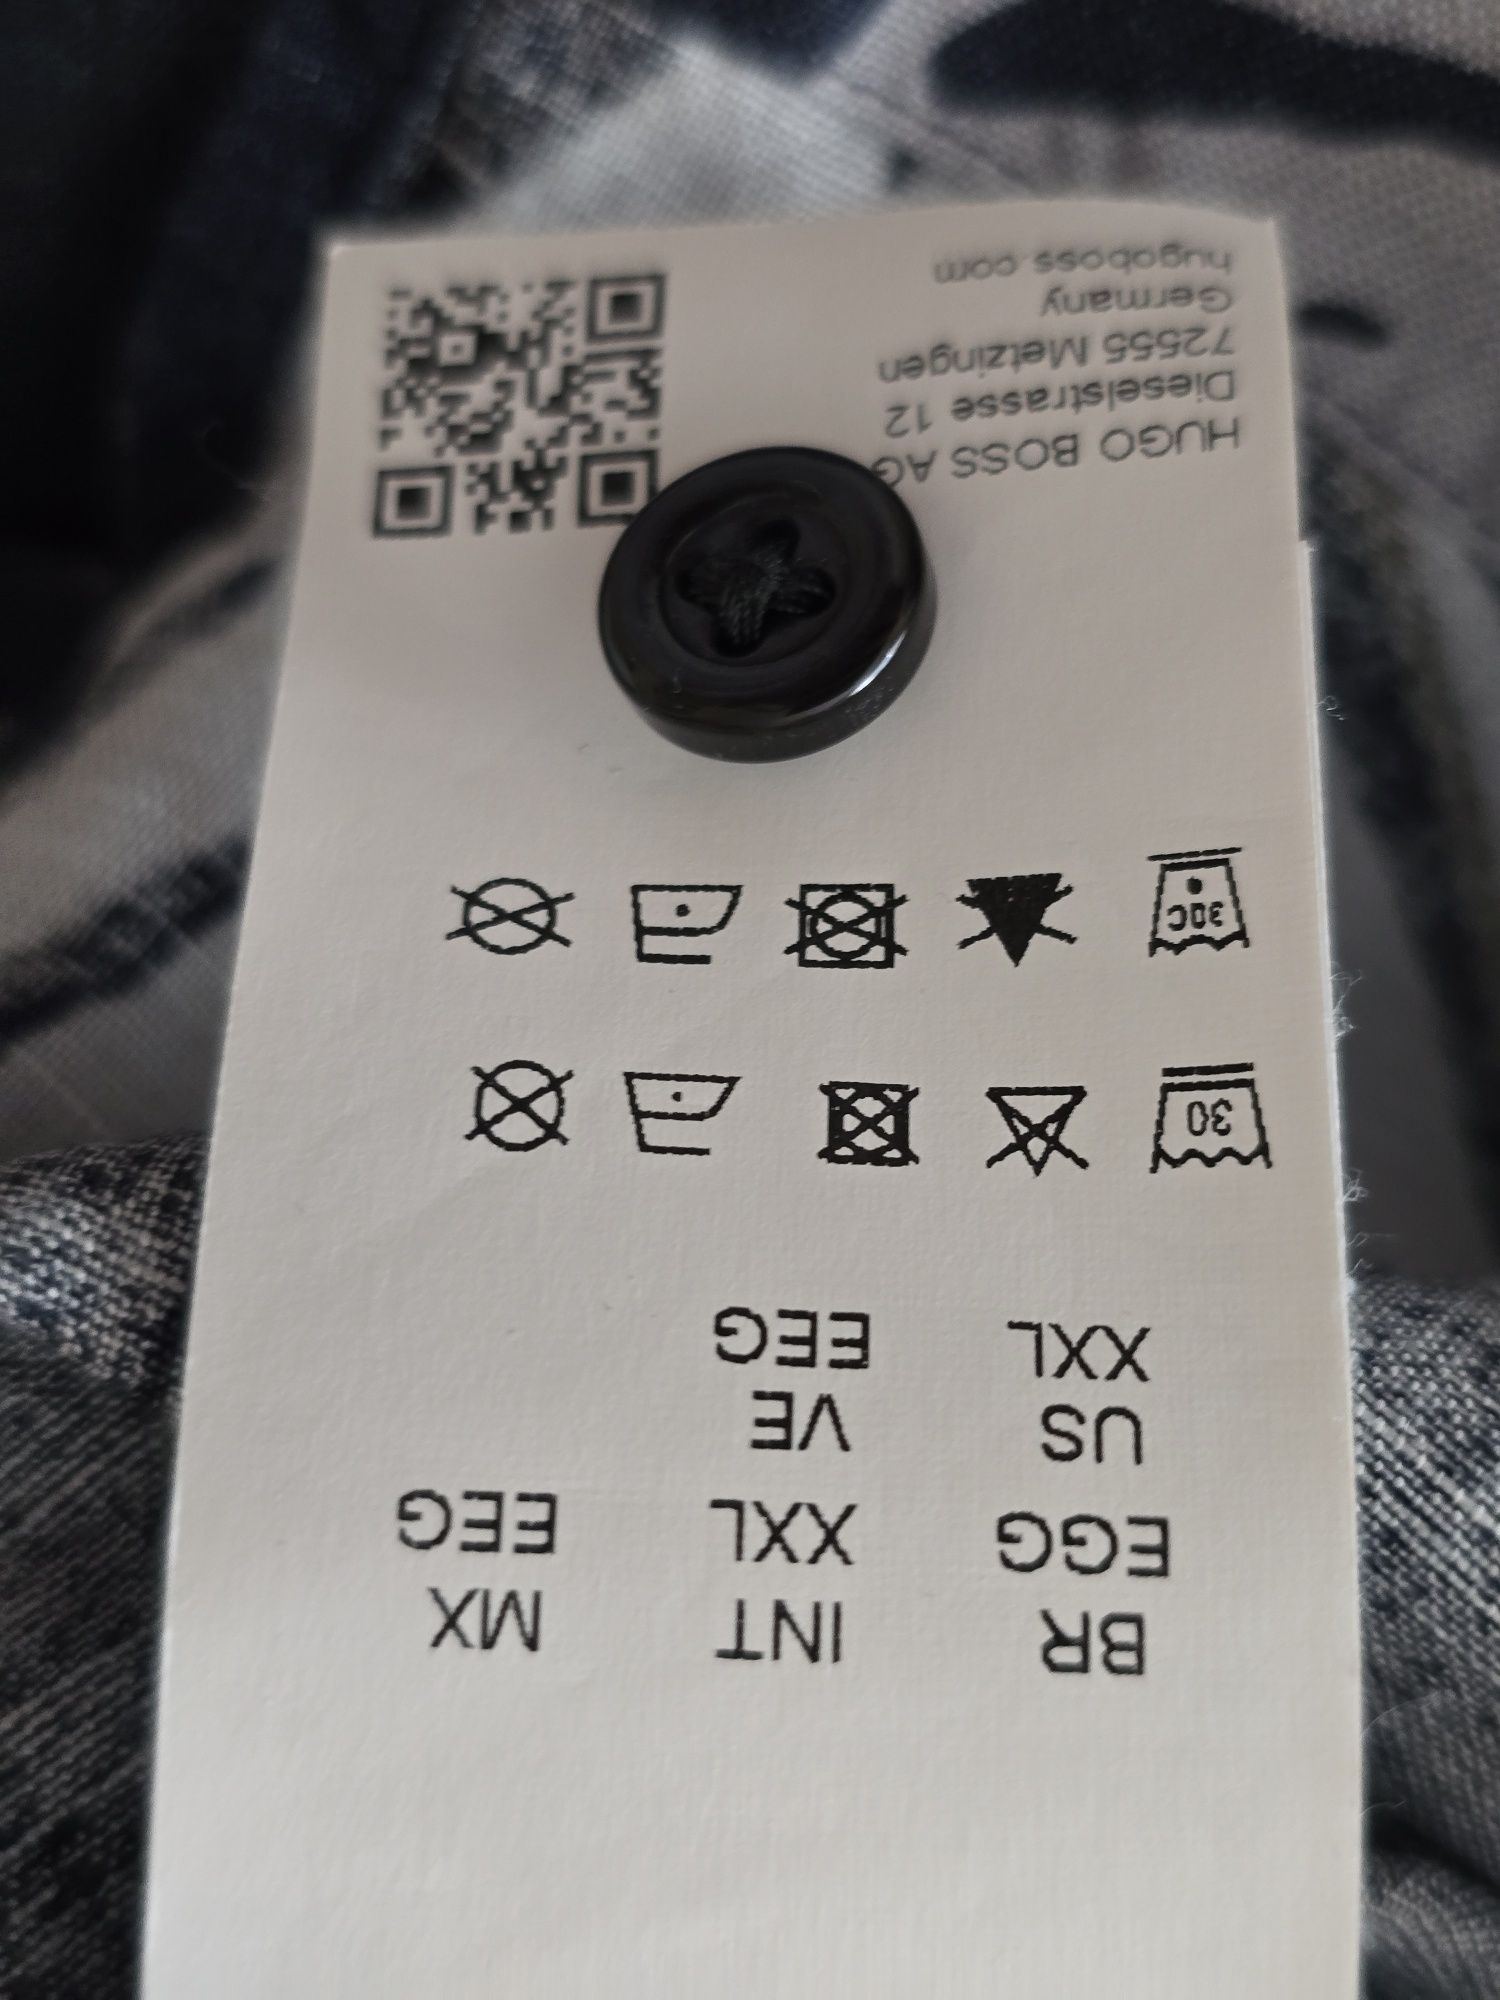 BR INT MX
EGG XXL EEG
US VE
XXL EEG
30
30C
HUGO BOSS AG
Dieselstrasse 12
72555 Metzingen
Germany
hugoboss.com